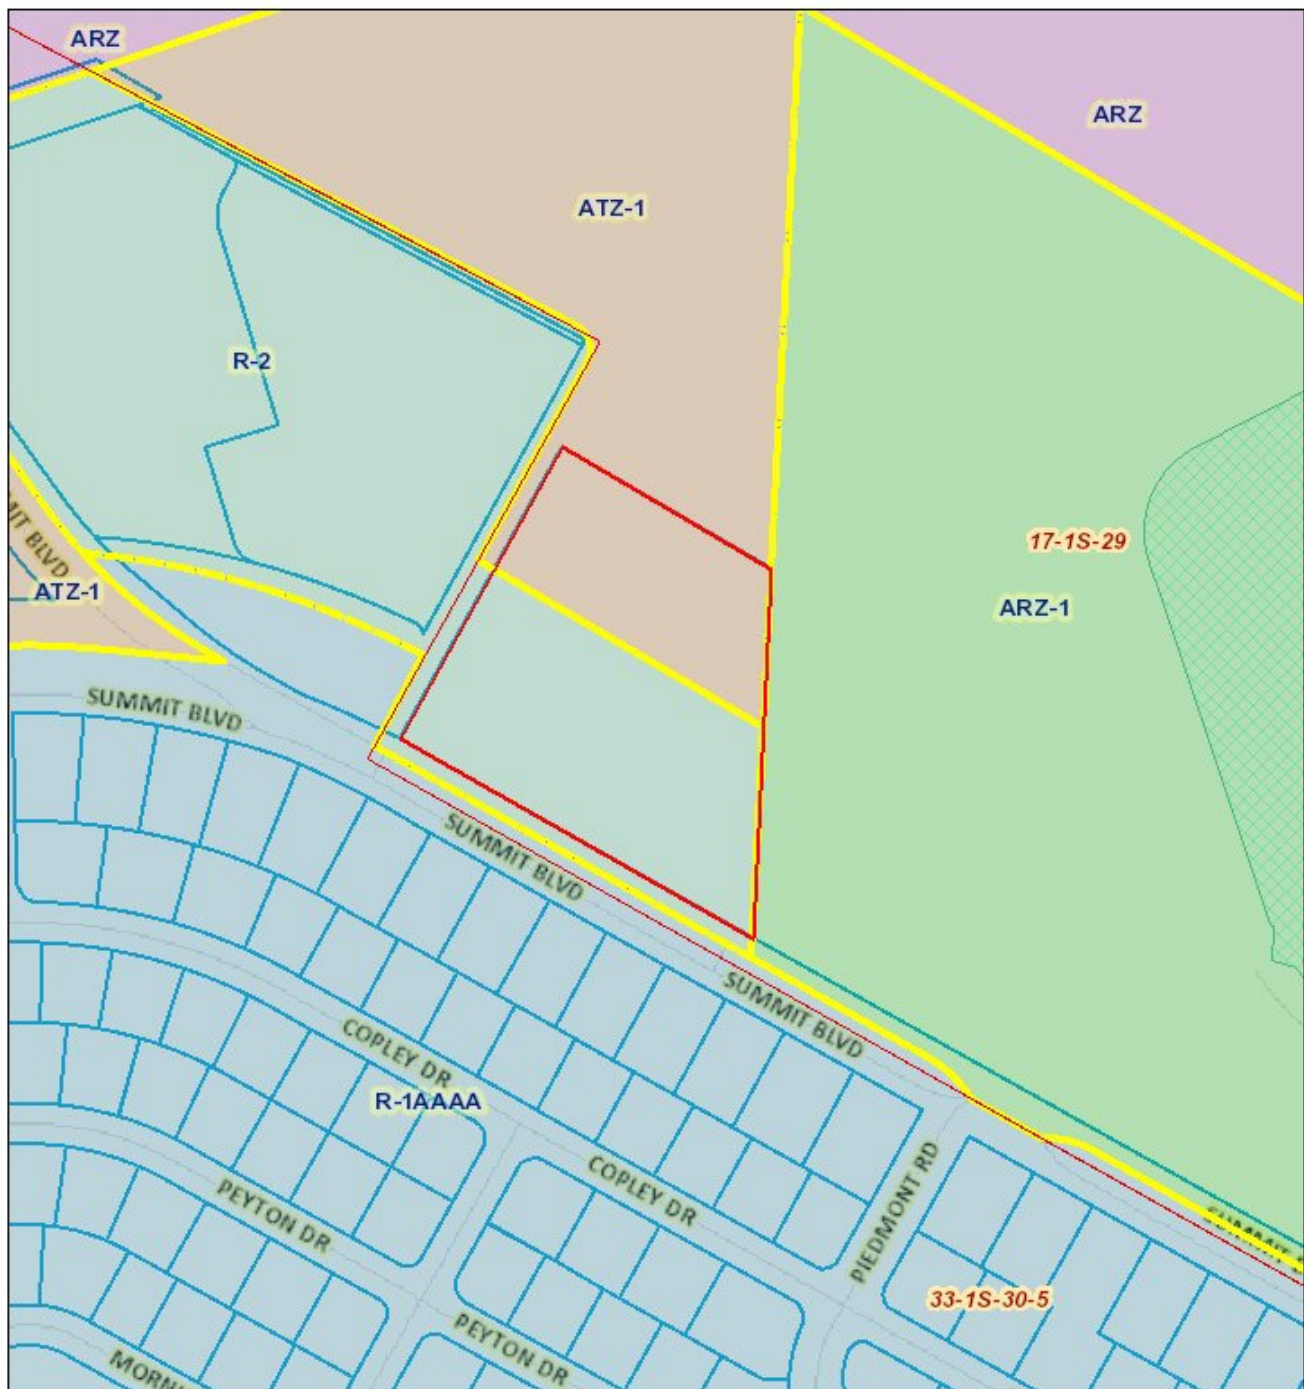 ARZ
ARZ
ATZ-1
R-2
17-1S-29
ATZ-1
ARZ-1
SUMMIT BLVD
SUMMIT BLVD
SUMMIT BLVD
COPLEY DR
R-1AAAA
COPLEY DR
PIEDMONT RD
PEYTON DR
33-1S-30-5
PEYTON DR